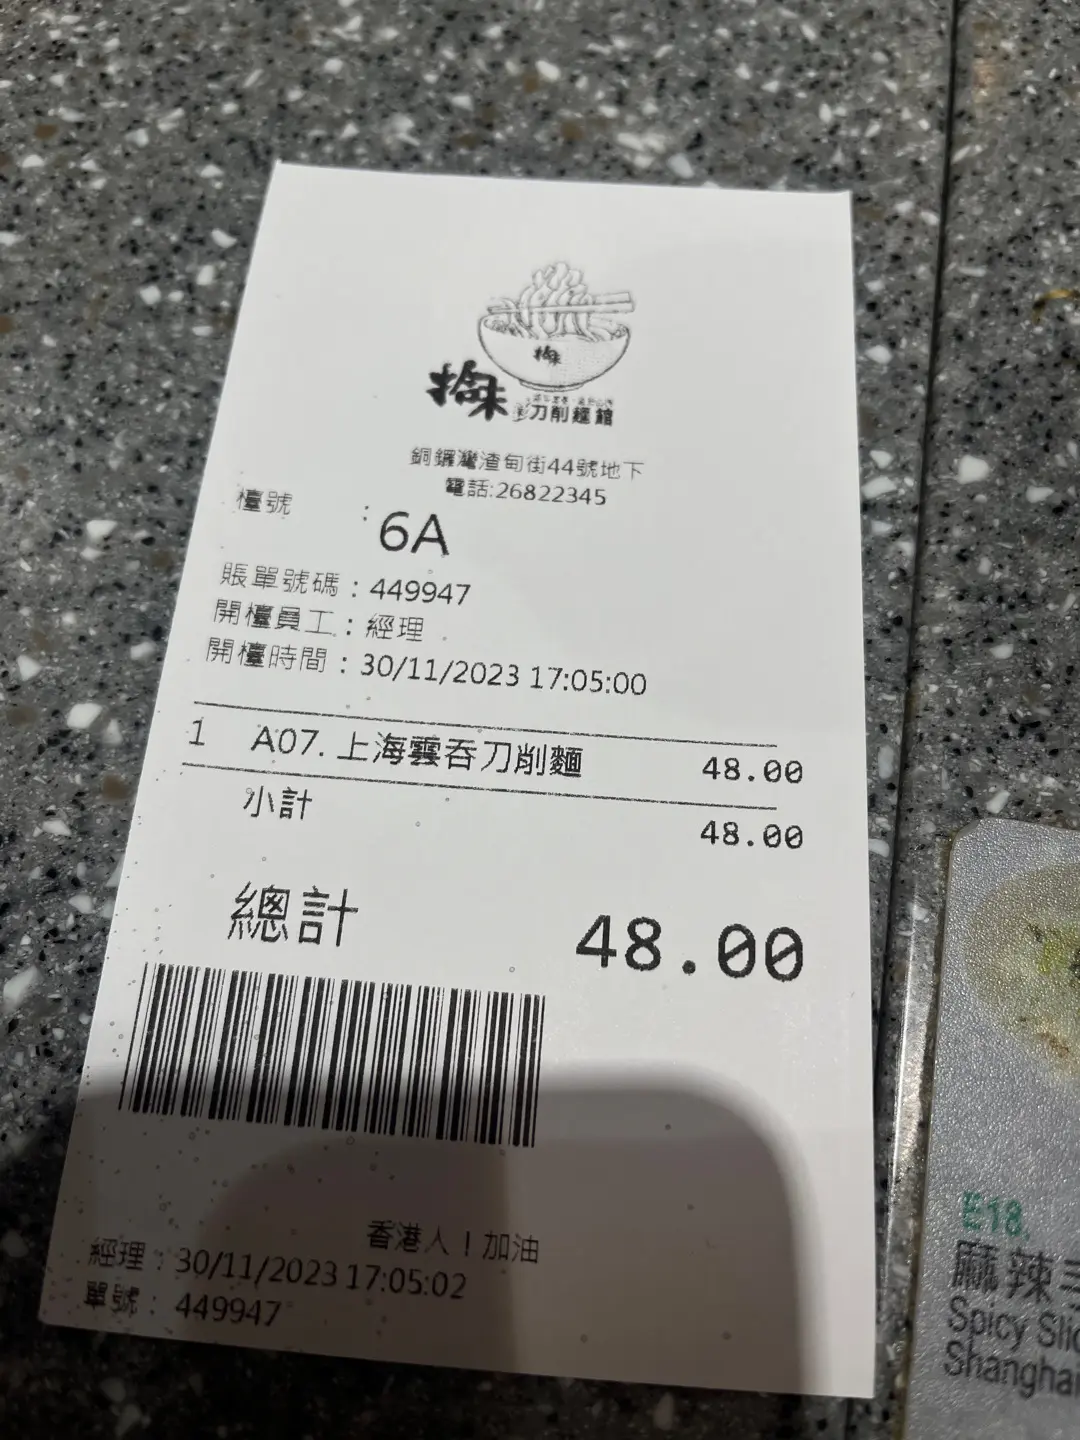 拾味
刀削麵館
銅鑼灣渣甸街44號地下
電話:26822345
檯號 : 6A
賬單號碼 : 449947
開檯員工 : 經理
開檯時間 : 30/11/2023 17:05:00
1 A07. 上海雲吞刀削麵 48.00
小計 48.00
總計 48.00
香港人!加油
經理 : 30/11/2023 17:05:02
單號 : 449947
E18.
麻辣
Spicy
Shanghai